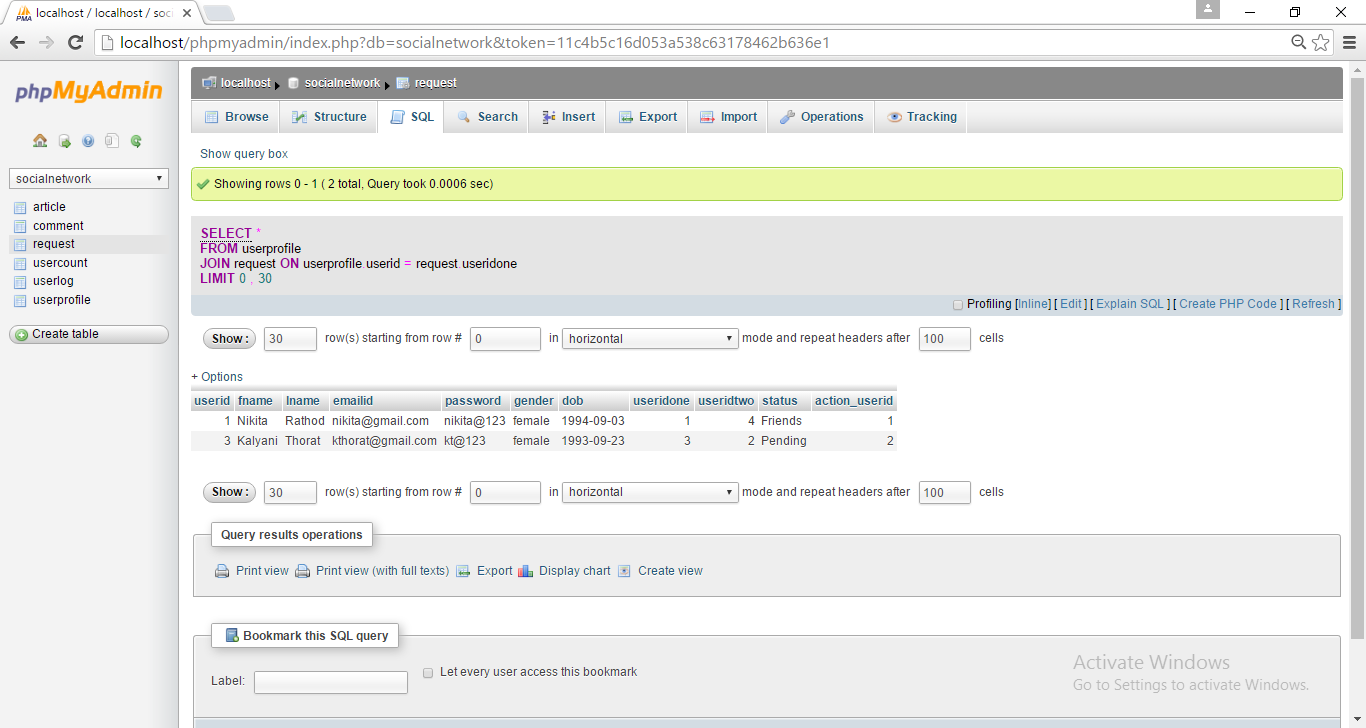 localhost / localhost / soc
localhost/phpmyadmin/index.php?db=socialnetwork&token=11c4b5c16d053a538c63178462b636e1
phpMyAdmin
socialnetwork
article
comment
request
usercount
userlog
userprofile
Create table
localhost socialnetwork request
Browse Structure SQL Search Insert Export Import Operations Tracking
Show query box
Showing rows 0 - 1 ( 2 total, Query took 0.0006 sec)
SELECT *
FROM userprofile
JOIN request ON userprofile.userid = request.useridone
LIMIT 0 , 30
Profiling [Inline] [ Edit ] [ Explain SQL ] [ Create PHP Code ] [ Refresh ]
Show : 30 row(s) starting from row # 0 in horizontal mode and repeat headers after 100 cells
+ Options
userid fname lname emailid password gender dob useridone useridtwo status action_userid
1 Nikita Rathod nikita@gmail.com nikita@123 female 1994-09-03 1 4 Friends 1
3 Kalyani Thorat kthorat@gmail.com kt@123 female 1993-09-23 3 2 Pending 2
Show : 30 row(s) starting from row # 0 in horizontal mode and repeat headers after 100 cells
Query results operations
Print view Print view (with full texts) Export Display chart Create view
Bookmark this SQL query
Label: Let every user access this bookmark
Activate Windows
Go to Settings to activate Windows.